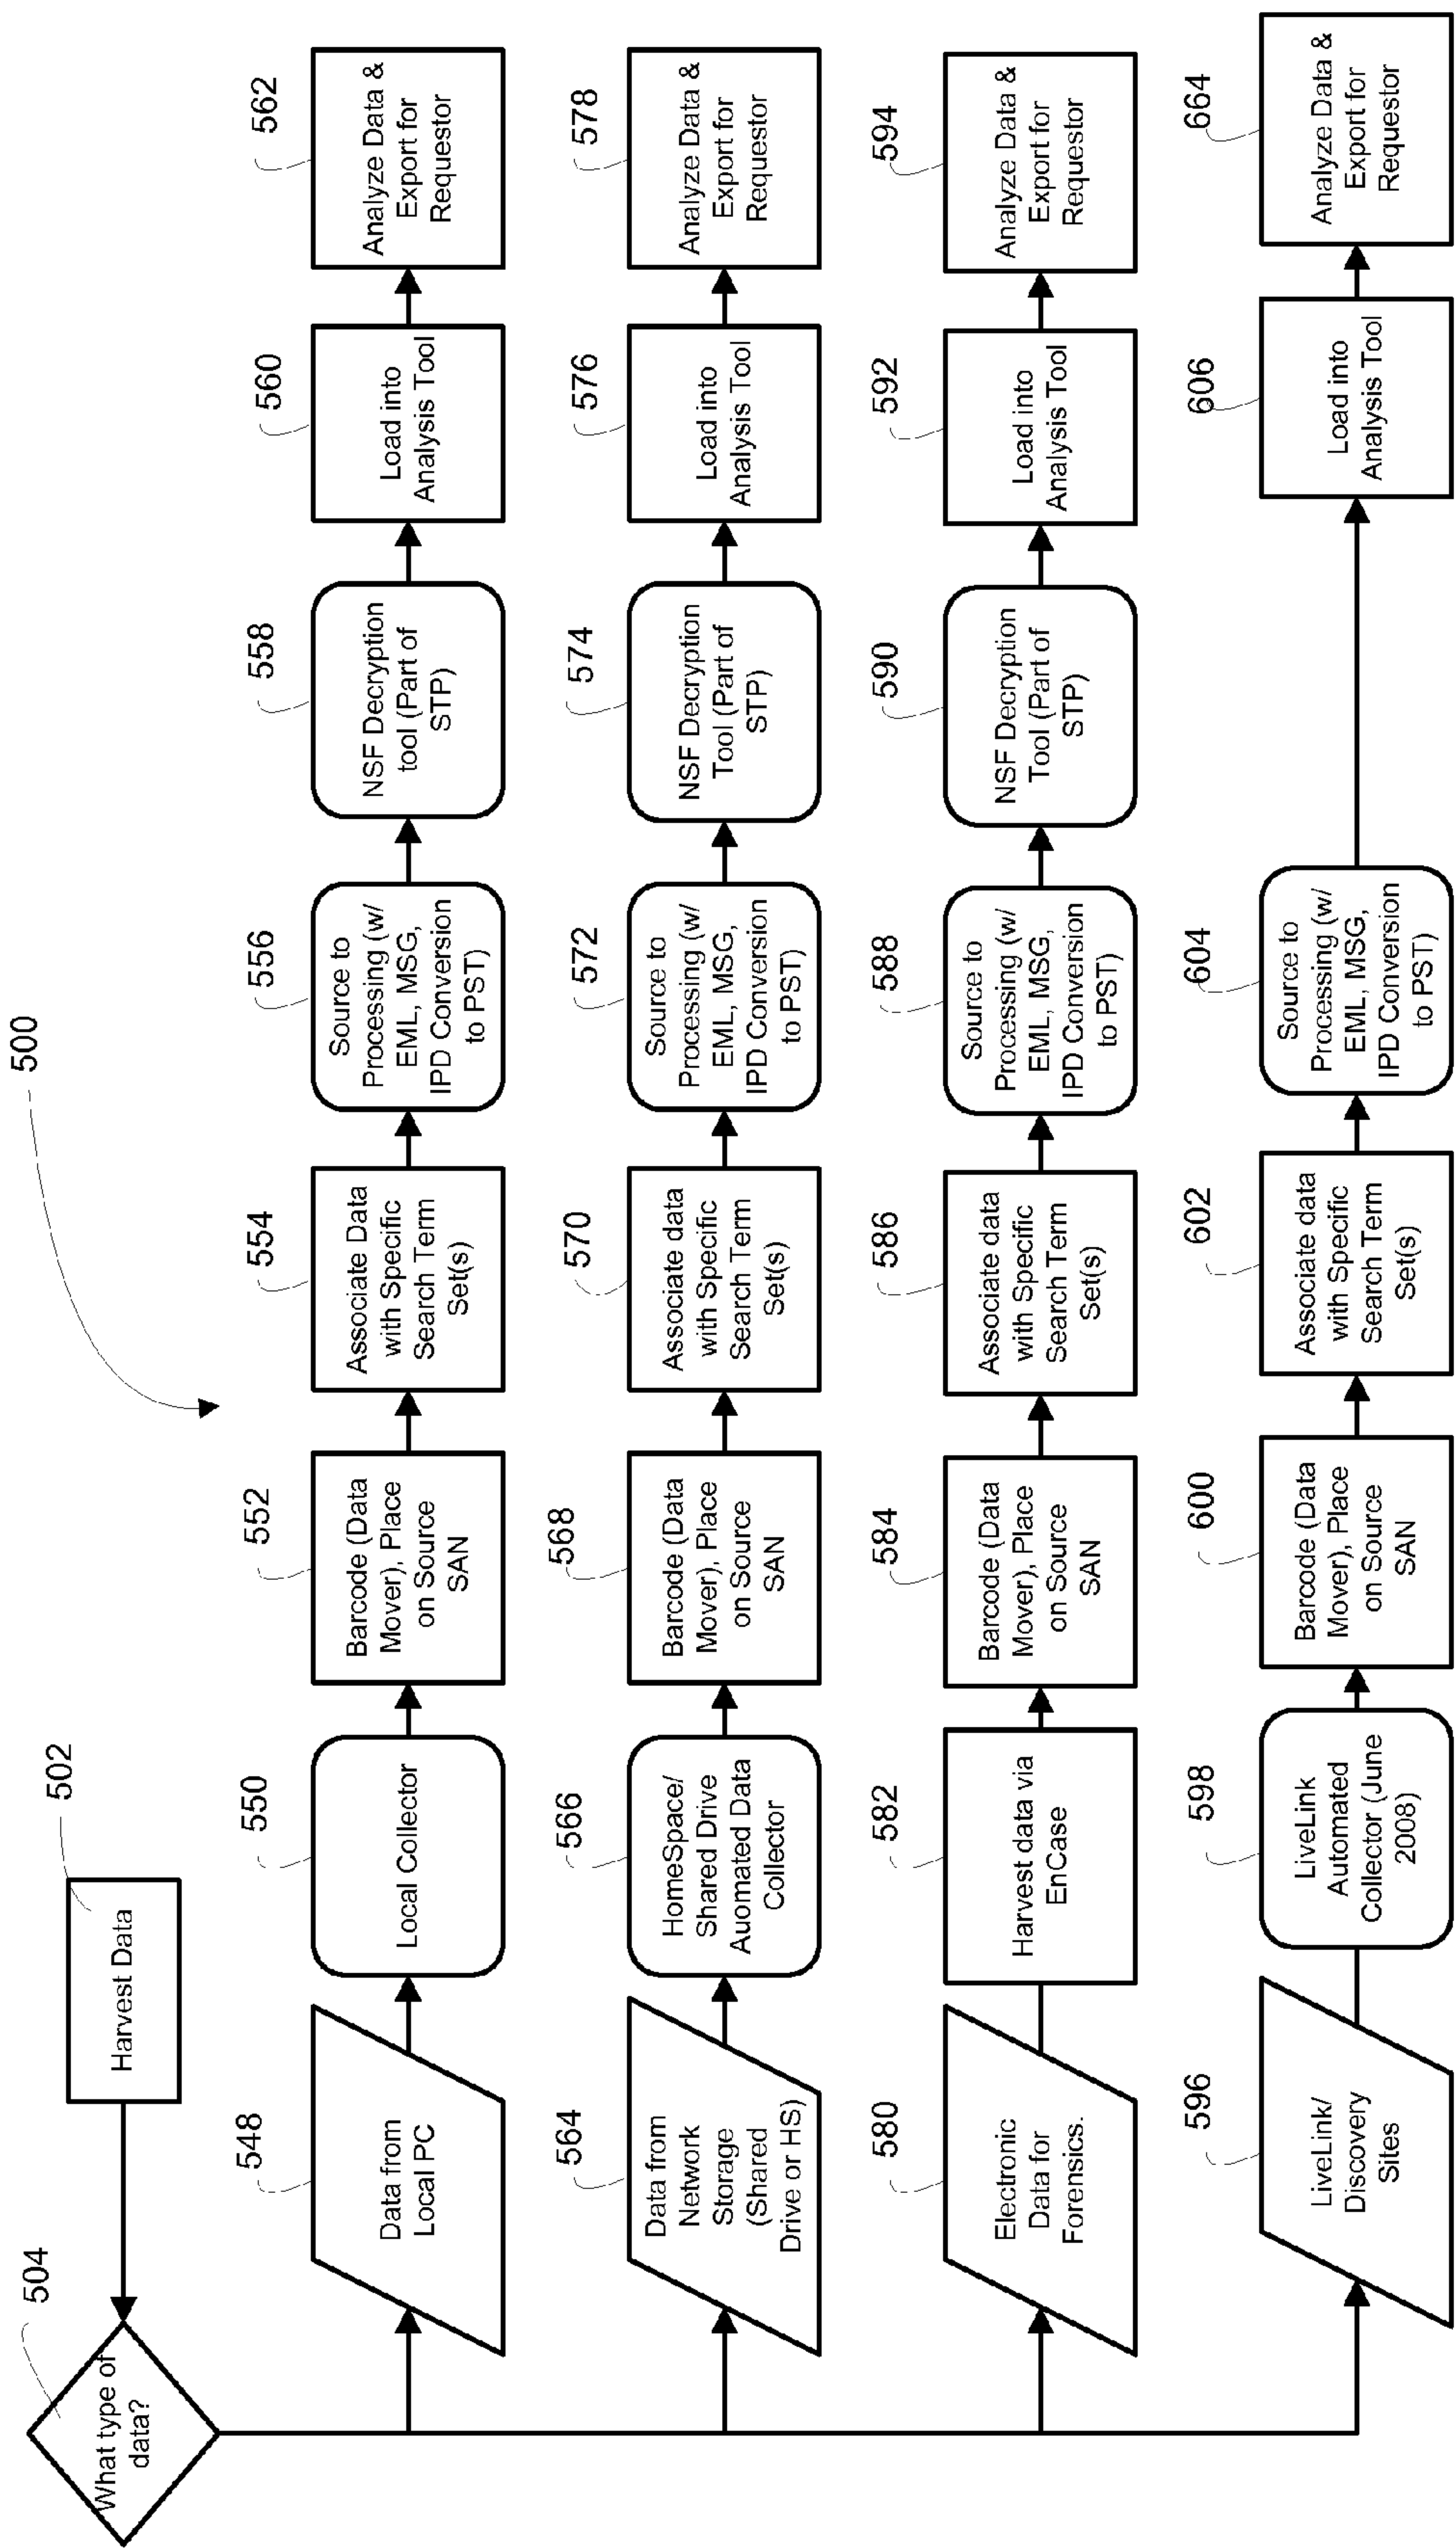 500
502
Harvest Data
504
What type of
data?
548
Data from
Local PC
550
Local Collector
552
Barcode (Data
Mover), Place
on Source
SAN
554
Associate Data
with Specific
Search Term
Set(s)
556
Source to
Processing (w/
EML, MSG,
IPD Conversion
to PST)
558
NSF Decryption
tool (Part of
STP)
560
Load into
Analysis Tool
562
Analyze Data &
Export for
Requestor
564
Data from
Network
Storage
(Shared
Drive or HS)
566
HomeSpace/
Shared Drive
Auomated Data
Collector
568
Barcode (Data
Mover), Place
on Source
SAN
570
Associate data
with Specific
Search Term
Set(s)
572
Source to
Processing (w/
EML, MSG,
IPD Conversion
to PST)
574
NSF Decryption
Tool (Part of
STP)
576
Load into
Analysis Tool
578
Analyze Data &
Export for
Requestor
580
Electronic
Data for
Forensics.
582
Harvest data via
EnCase
584
Barcode (Data
Mover), Place
on Source
SAN
586
Associate data
with Specific
Search Term
Set(s)
588
Source to
Processing (w/
EML, MSG,
IPD Conversion
to PST)
590
NSF Decryption
Tool (Part of
STP)
592
Load into
Analysis Tool
594
Analyze Data &
Export for
Requestor
596
LiveLink/
Discovery
Sites
598
LiveLink
Automated
Collector (June
2008)
600
Barcode (Data
Mover), Place
on Source
SAN
602
Associate data
with Specific
Search Term
Set(s)
604
Source to
Processing (w/
EML, MSG,
IPD Conversion
to PST)
606
Load into
Analysis Tool
664
Analyze Data &
Export for
Requestor